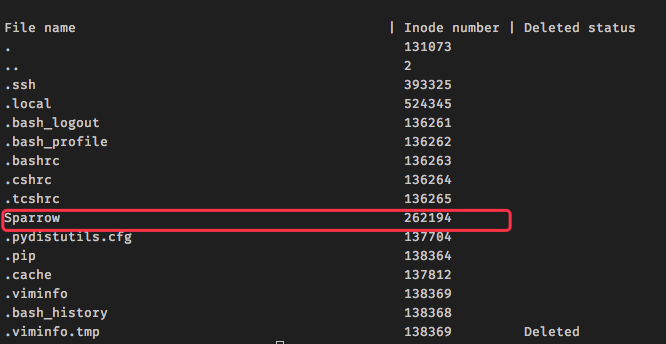 File name | Inode number | Deleted status
. 131073
.. 2
.ssh 393325
.local 524345
.bash_logout 136261
.bash_profile 136262
.bashrc 136263
.cshrc 136264
.tcshrc 136265
Sparrow 262194
.pydistutils.cfg 137704
.pip 138364
.cache 137812
.viminfo 138369
.bash_history 138368
.viminfo.tmp 138369 Deleted